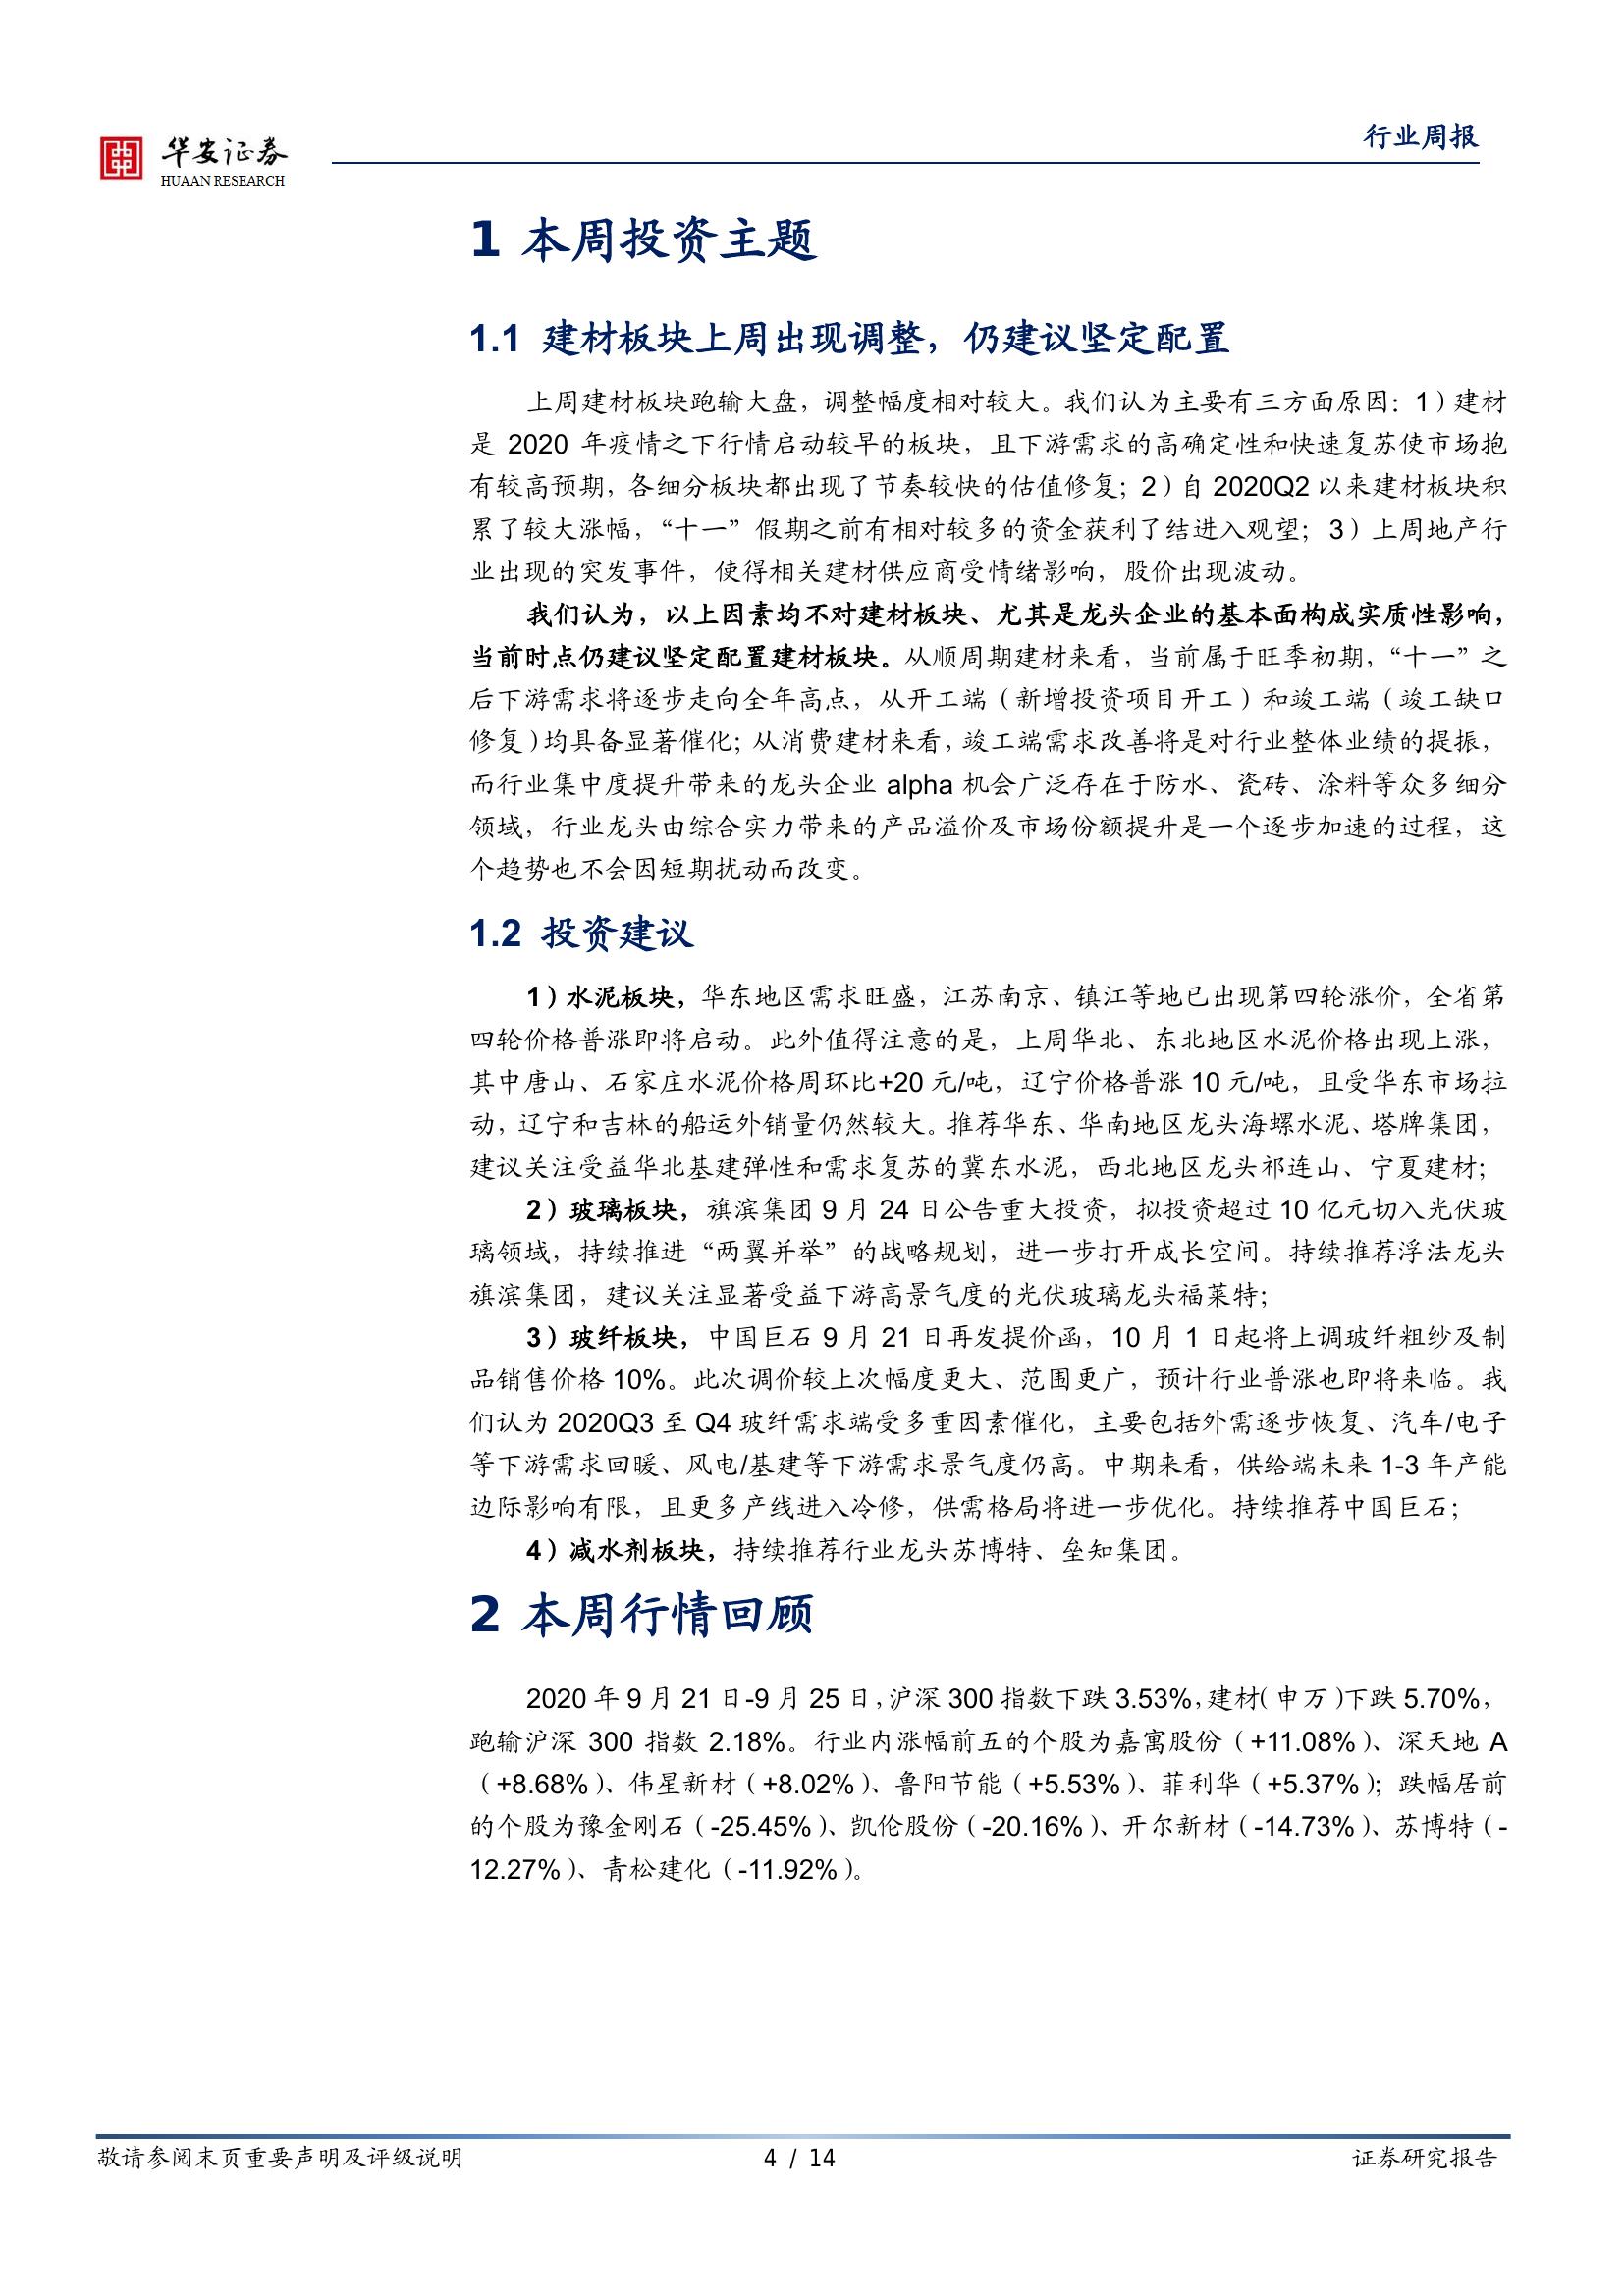 华安证券
HUAAN RESEARCH
行业周报
1 本周投资主题
1.1 建材板块上周出现调整，仍建议坚定配置
上周建材板块跑输大盘，调整幅度相对较大。我们认为主要有三方面原因：1）建材
是 2020 年疫情之下行情启动较早的板块，且下游需求的高确定性和快速复苏使市场抱
有较高预期，各细分板块都出现了节奏较快的估值修复；2）自 2020Q2 以来建材板块积
累了较大涨幅，“十一”假期之前有相对较多的资金获利了结进入观望；3）上周地产行
业出现的突发事件，使得相关建材供应商受情绪影响，股价出现波动。
我们认为，以上因素均不对建材板块、尤其是龙头企业的基本面构成实质性影响，
当前时点仍建议坚定配置建材板块。从顺周期建材来看，当前属于旺季初期，“十一”之
后下游需求将逐步走向全年高点，从开工端（新增投资项目开工）和竣工端（竣工缺口
修复）均具备显著催化；从消费建材来看，竣工端需求改善将是对行业整体业绩的提振，
而行业集中度提升带来的龙头企业 alpha 机会广泛存在于防水、瓷砖、涂料等众多细分
领域，行业龙头由综合实力带来的产品溢价及市场份额提升是一个逐步加速的过程，这
个趋势也不会因短期扰动而改变。
1.2 投资建议
1）水泥板块，华东地区需求旺盛，江苏南京、镇江等地已出现第四轮涨价，全省第
四轮价格普涨即将启动。此外值得注意的是，上周华北、东北地区水泥价格出现上涨，
其中唐山、石家庄水泥价格周环比+20 元/吨，辽宁价格普涨 10 元/吨，且受华东市场拉
动，辽宁和吉林的船运外销量仍然较大。推荐华东、华南地区龙头海螺水泥、塔牌集团，
建议关注受益华北基建弹性和需求复苏的冀东水泥，西北地区龙头祁连山、宁夏建材；
2）玻璃板块，旗滨集团 9 月 24 日公告重大投资，拟投资超过 10 亿元切入光伏玻
璃领域，持续推进“两翼并举”的战略规划，进一步打开成长空间。持续推荐浮法龙头
旗滨集团，建议关注显著受益下游高景气度的光伏玻璃龙头福莱特；
3）玻纤板块，中国巨石 9 月 21 日再发提价函，10 月 1 日起将上调玻纤粗纱及制
品销售价格 10%。此次调价较上次幅度更大、范围更广，预计行业普涨也即将来临。我
们认为 2020Q3 至 Q4 玻纤需求端受多重因素催化，主要包括外需逐步恢复、汽车/电子
等下游需求回暖、风电/基建等下游需求景气度仍高。中期来看，供给端未来 1-3 年产能
边际影响有限，且更多产线进入冷修，供需格局将进一步优化。持续推荐中国巨石；
4）减水剂板块，持续推荐行业龙头苏博特、垒知集团。
2 本周行情回顾
2020 年 9 月 21 日-9 月 25 日，沪深 300 指数下跌 3.53%，建材（申万）下跌 5.70%，
跑输沪深 300 指数 2.18%。行业内涨幅前五的个股为嘉寓股份（+11.08%）、深天地 A
（+8.68%）、伟星新材（+8.02%）、鲁阳节能（+5.53%）、菲利华（+5.37%）；跌幅居前
的个股为豫金刚石（-25.45%）、凯伦股份（-20.16%）、开尔新材（-14.73%）、苏博特（-
12.27%）、青松建化（-11.92%）。
敬请参阅末页重要声明及评级说明
4 / 14
证券研究报告